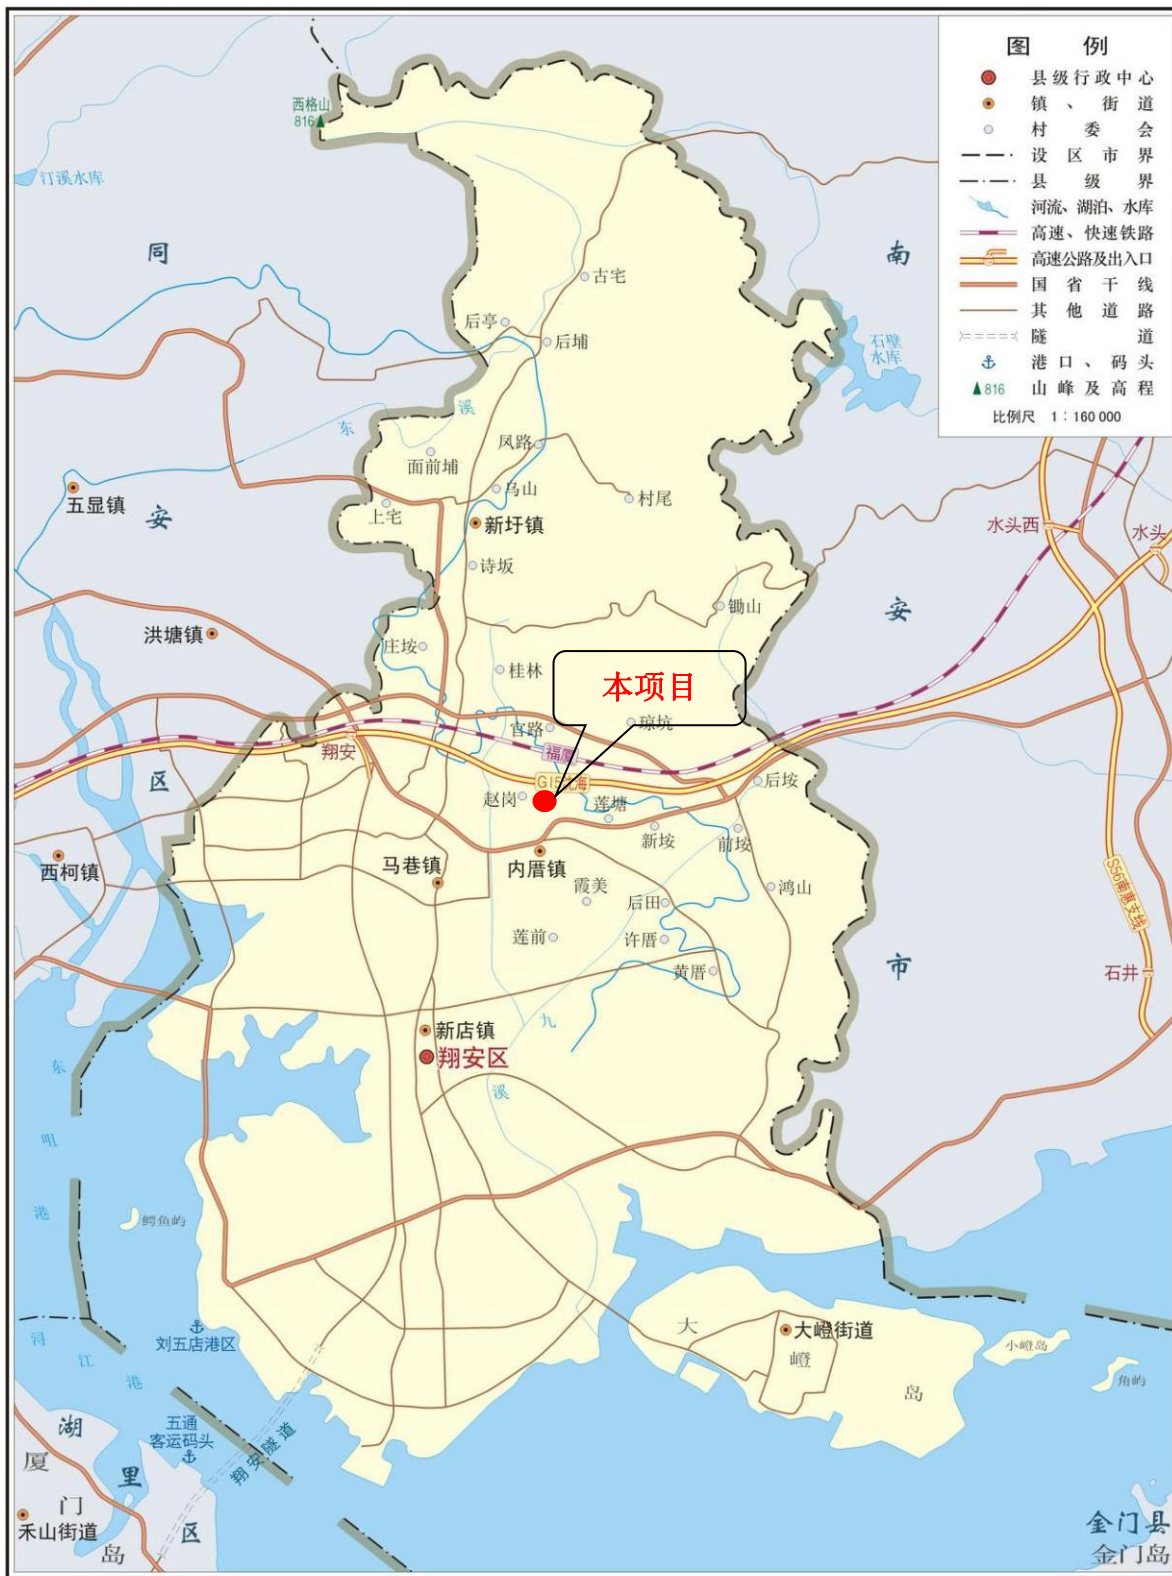 图 例
县级行政中心
镇、街道
村委会
设区市界
县级界
河流、湖泊、水库
高速、快速铁路
高速公路及出入口
国省干线
其他道路
隧道
港口、码头
816 山峰及高程
比例尺 1:160 000
西格山
816
汀溪水库
同
南
古宅
后亭
后埔
石壁
水库
东
溪
凤路
面前埔
五显镇
安
上宅
乌山
村尾
新圩镇
水头西
水头
诗坂
锄山
安
洪塘镇
庄垵
桂林
本项目
官路
琼坑
翔安
福厦
区
G15沈海
后垵
赵岗
莲塘
新垵
前垵
西柯镇
马巷镇
内厝镇
霞美
后田
鸿山
S56南惠支线
莲前
许厝
黄厝
市
石井
九
新店镇
翔安区
东
溪
咀
港
鳄鱼屿
浔
江
港
刘五店港区
大
大嶝街道
嶝
小嶝岛
岛
角屿
湖
五通
客运码头
翔安隧道
厦
里
门
禾山街道
区
岛
金门县
金门岛